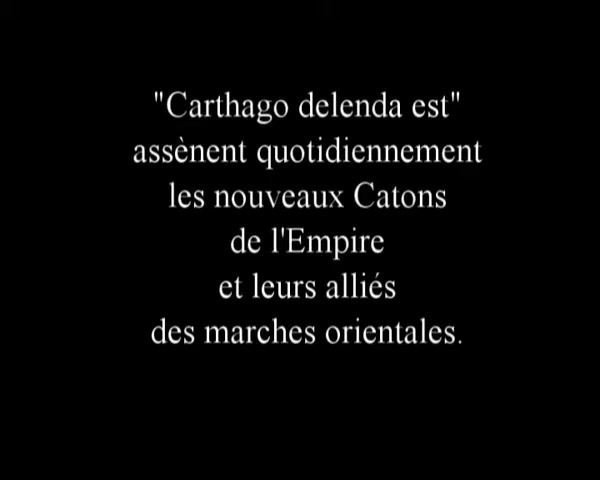 "Carthago delenda est"
assènent quotidiennement
les nouveaux Catons
de l'Empire
et leurs alliés
des marches orientales.